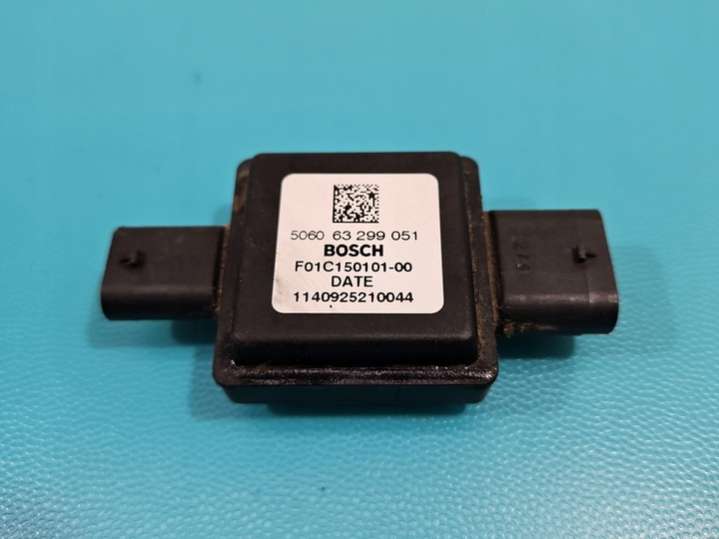 5060 63 299 051
BOSCH
F01C150101-00
DATE
1140925210044